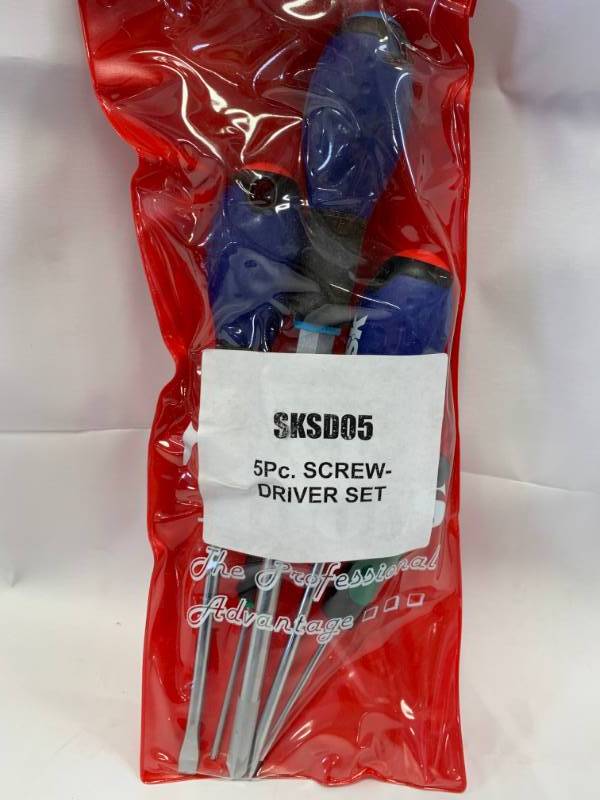 SKSD05
5Pc. SCREW-
DRIVER SET
The Professional
Advantage